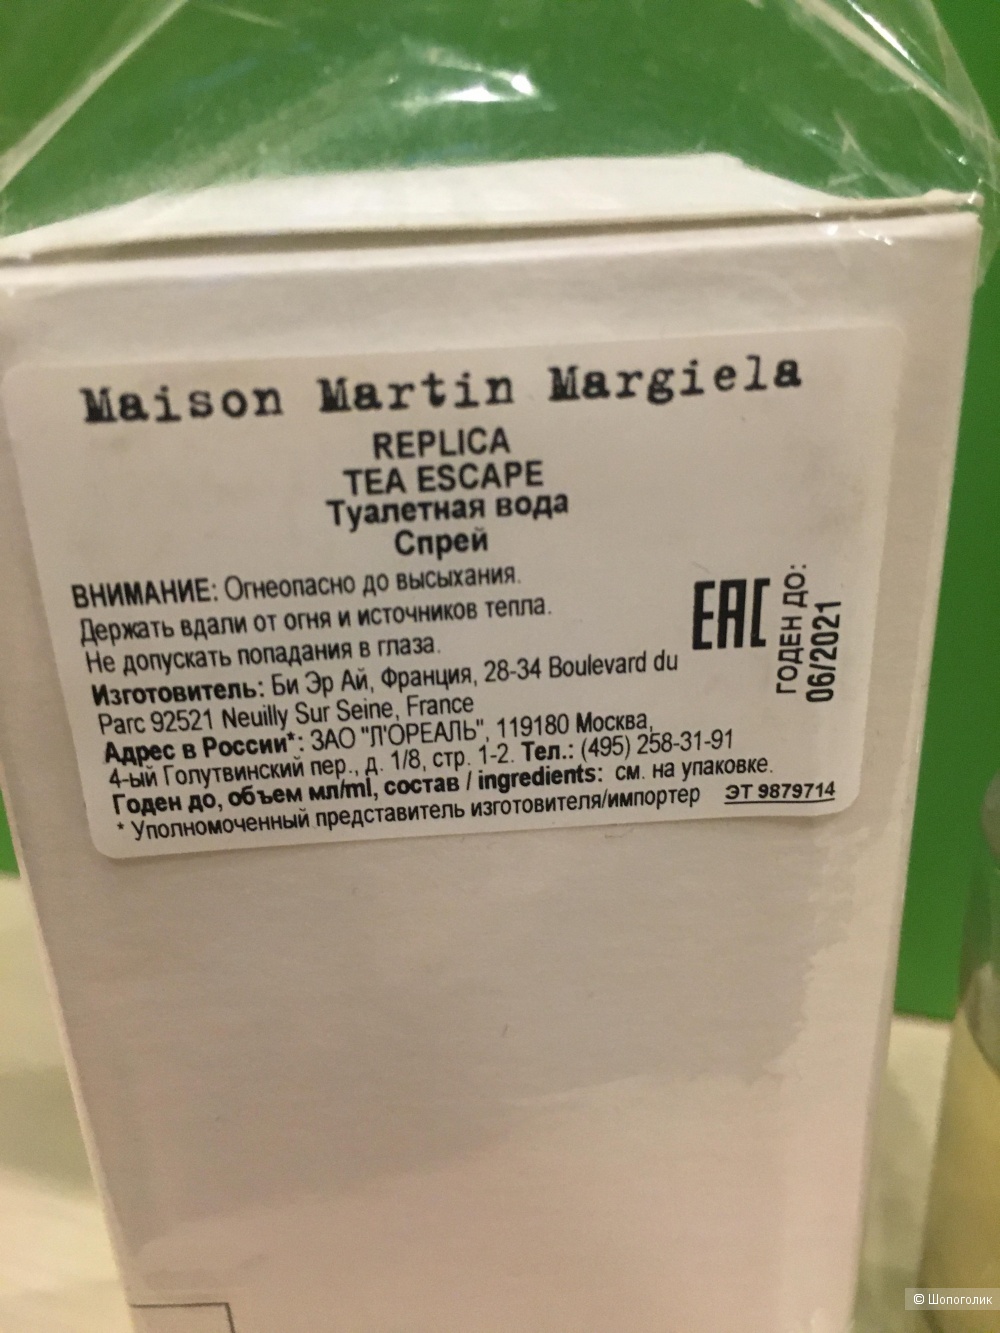 Maison Martin Margiela
REPLICA
TEA ESCAPE
Туалетная вода
Спрей
ВНИМАНИЕ: Огнеопасно до высыхания.
Держать вдали от огня и источников тепла.
Не допускать попадания в глаза.
Изготовитель: Би Эр Ай, Франция, 28-34 Boulevard du
Parc 92521 Neuilly Sur Seine, France
Адрес в России*: ЗАО "Л'ОРЕАЛЬ", 119180 Москва,
4-ый Голутвинский пер., д. 1/8, стр. 1-2. Тел.: (495) 258-31-91
Годен до, объем мл/ml, состав / ingredients: см. на упаковке.
* Уполномоченный представитель изготовителя/импортер
ЭТ 9879714
EAC
ГОДЕН ДО:
06/2021
© Шопоголик